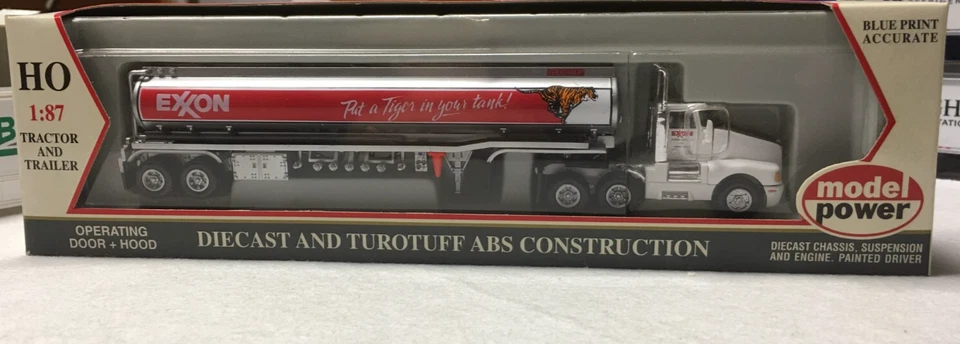 HO
1:87
TRACTOR
AND
TRAILER
BLUE PRINT
ACCURATE
EXXON
Put a Tiger in your tank!
EXXON
model
power
OPERATING
DOOR + HOOD
DIECAST AND TUROTUFF ABS CONSTRUCTION
DIECAST CHASSIS, SUSPENSION
AND ENGINE. PAINTED DRIVER